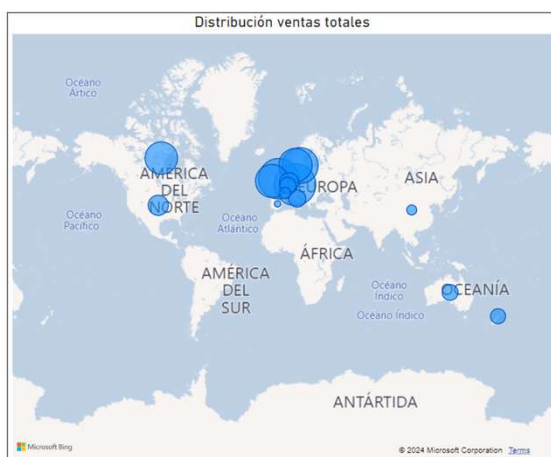 Distribución ventas totales
Océano
Ártico
AMÉRICA
DEL
NORTE
EUROPA
ASIA
Océano
Pacífico
Océano
Atlántico
ÁFRICA
AMÉRICA
DEL
SUR
Océano
Índico
OCEANÍA
Océano Índico
ANTÁRTIDA
Microsoft Bing
© 2024 Microsoft Corporation Terms